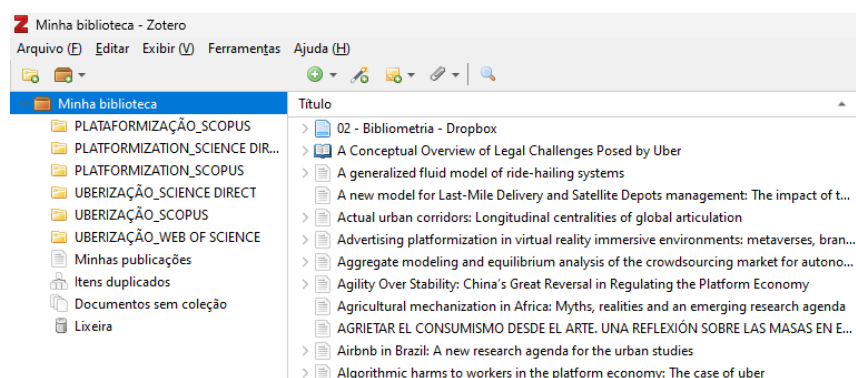 Minha biblioteca - Zotero
Arquivo (F) Editar Exibir (V) Ferramentas Ajuda (H)
Minha biblioteca
PLATAFORMIZAÇÃO_SCOPUS
PLATFORMIZATION_SCIENCE DIR...
PLATFORMIZATION_SCOPUS
UBERIZAÇÃO_SCIENCE DIRECT
UBERIZAÇÃO_SCOPUS
UBERIZAÇÃO_WEB OF SCIENCE
Minhas publicações
Itens duplicados
Documentos sem coleção
Lixeira
Título
02 - Bibliometria - Dropbox
A Conceptual Overview of Legal Challenges Posed by Uber
A generalized fluid model of ride-hailing systems
A new model for Last-Mile Delivery and Satellite Depots management: The impact of t...
Actual urban corridors: Longitudinal centralities of global articulation
Advertising platformization in virtual reality immersive environments: metaverses, bran...
Aggregate modeling and equilibrium analysis of the crowdsourcing market for autono...
Agility Over Stability: China's Great Reversal in Regulating the Platform Economy
Agricultural mechanization in Africa: Myths, realities and an emerging research agenda
AGRIETAR EL CONSUMISMO DESDE EL ARTE. UNA REFLEXIÓN SOBRE LAS MASAS EN E...
Airbnb in Brazil: A new research agenda for the urban studies
Algorithmic harms to workers in the platform economy: The case of uber